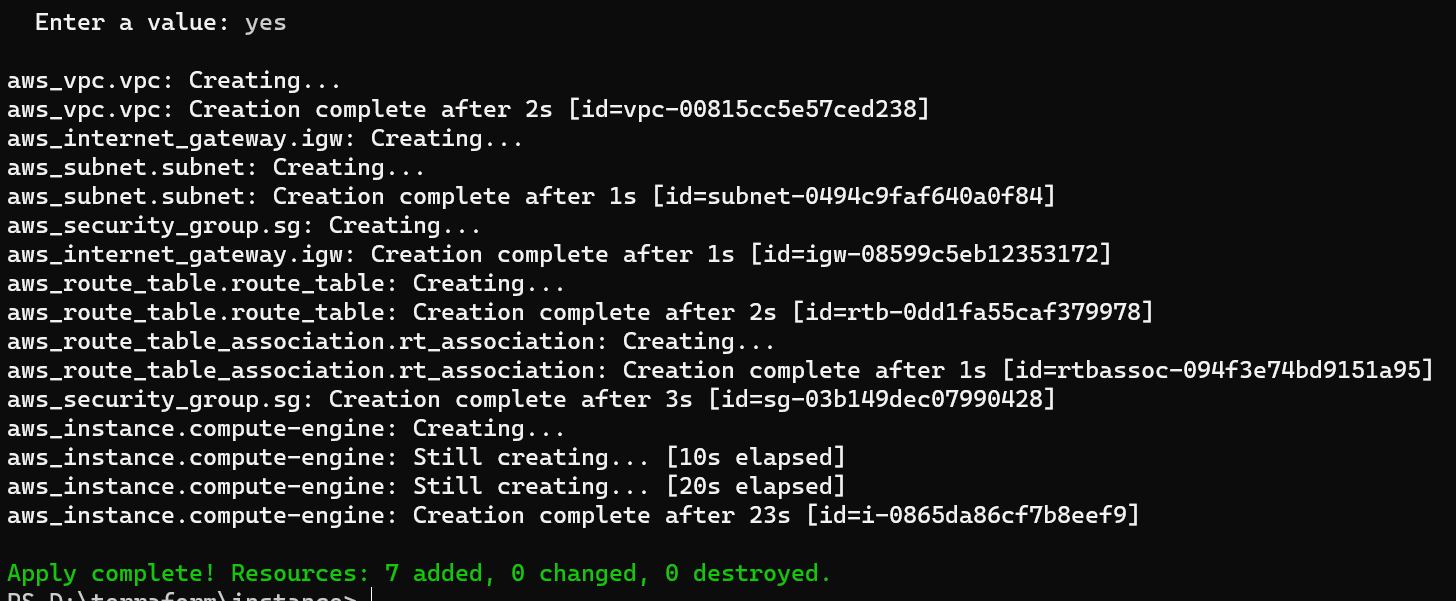 Enter a value: yes
aws_vpc.vpc: Creating...
aws_vpc.vpc: Creation complete after 2s [id=vpc-00815cc5e57ced238]
aws_internet_gateway.igw: Creating...
aws_subnet.subnet: Creating...
aws_subnet.subnet: Creation complete after 1s [id=subnet-0494c9faf640a0f84]
aws_security_group.sg: Creating...
aws_internet_gateway.igw: Creation complete after 1s [id=igw-08599c5eb12353172]
aws_route_table.route_table: Creating...
aws_route_table.route_table: Creation complete after 2s [id=rtb-0dd1fa55caf379978]
aws_route_table_association.rt_association: Creating...
aws_route_table_association.rt_association: Creation complete after 1s [id=rtbassoc-094f3e74bd9151a95]
aws_security_group.sg: Creation complete after 3s [id=sg-03b149dec07990428]
aws_instance.compute-engine: Creating...
aws_instance.compute-engine: Still creating... [10s elapsed]
aws_instance.compute-engine: Still creating... [20s elapsed]
aws_instance.compute-engine: Creation complete after 23s [id=i-0865da86cf7b8eef9]
Apply complete! Resources: 7 added, 0 changed, 0 destroyed.
PS D:\terraform\instance>